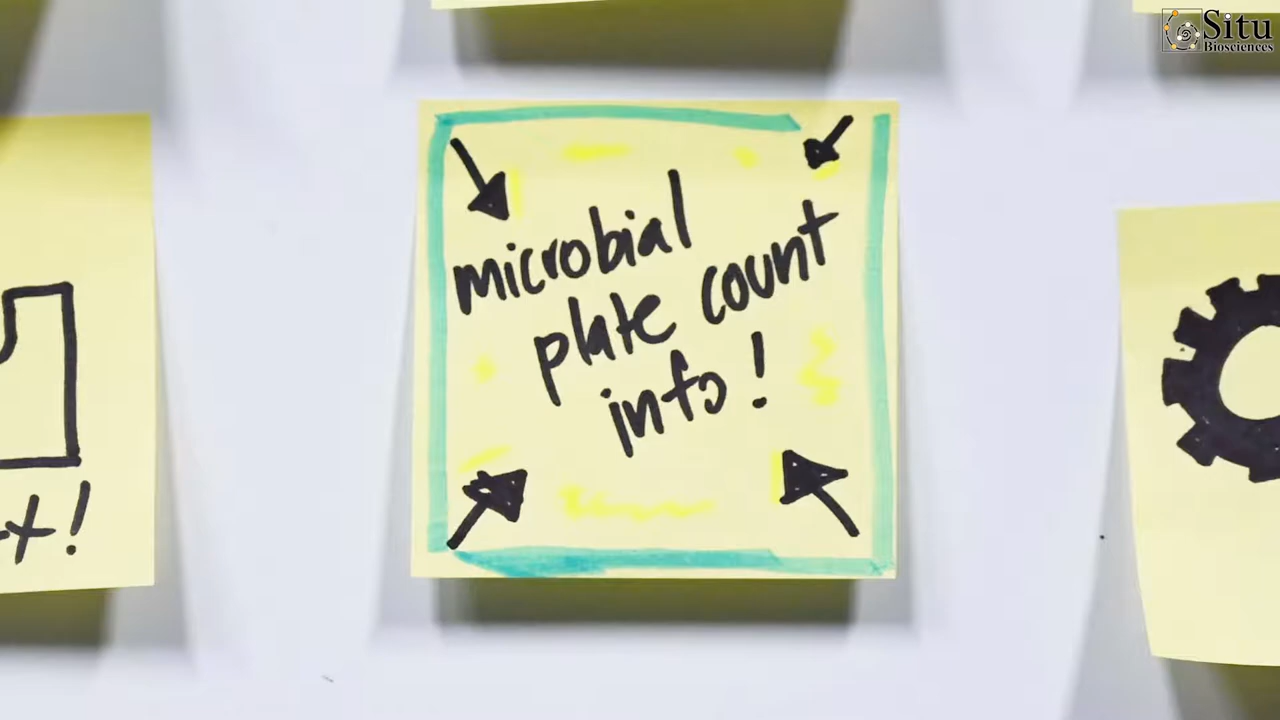 Situ
Biosciences
microbial
plate count
info!
x!